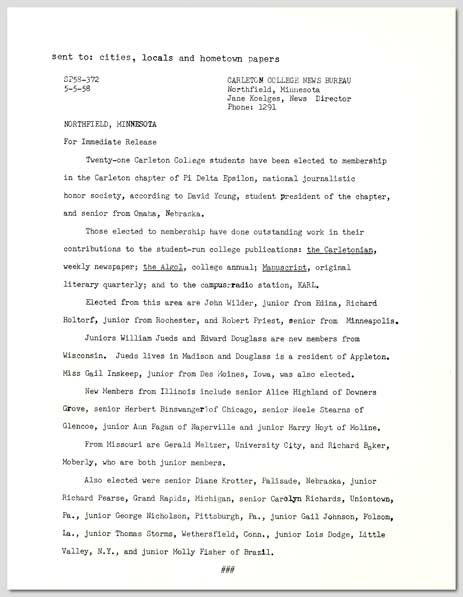 sent to: cities, locals and hometown papers
SP58-372
CARLETON COLLEGE NEWS BUREAU
5-5-58
Northfield, Minnesota
Jane Koelges, News Director
Phone: 1291
NORTHFIELD, MINNESOTA
For Immediate Release
Twenty-one Carleton College students have been elected to membership
in the Carleton chapter of Pi Delta Epsilon, national journalistic
honor society, according to David Young, student president of the chapter,
and senior from Omaha, Nebraska.
Those elected to membership have done outstanding work in their
contributions to the student-run college publications: the Carletonian,
weekly newspaper; the Algol, college annual; Manuscript, original
literary quarterly; and to the campus radio station, KARL.
Elected from this area are John Wilder, junior from Edina, Richard
Holtorf, junior from Rochester, and Robert Priest, senior from Minneapolis.
Juniors William Jueds and Edward Douglass are new members from
Wisconsin. Jueds lives in Madison and Douglass is a resident of Appleton.
Miss Gail Inskeep, junior from Des Moines, Iowa, was also elected.
New Members from Illinois include senior Alice Highland of Downers
Grove, senior Herbert Binswanger of Chicago, senior Neele Stearns of
Glencoe, junior Ann Fagan of Naperville and junior Harry Hoyt of Moline.
From Missouri are Gerald Meltzer, University City, and Richard Baker,
Moberly, who are both junior members.
Also elected were senior Diane Krotter, Palisade, Nebraska, junior
Richard Pearse, Grand Rapids, Michigan, senior Carolyn Richards, Uniontown,
Pa., junior George Nicholson, Pittsburgh, Pa., junior Gail Johnson, Folsom,
La., junior Thomas Storms, Wethersfield, Conn., junior Lois Dodge, Little
Valley, N.Y., and junior Molly Fisher of Brazil.
###